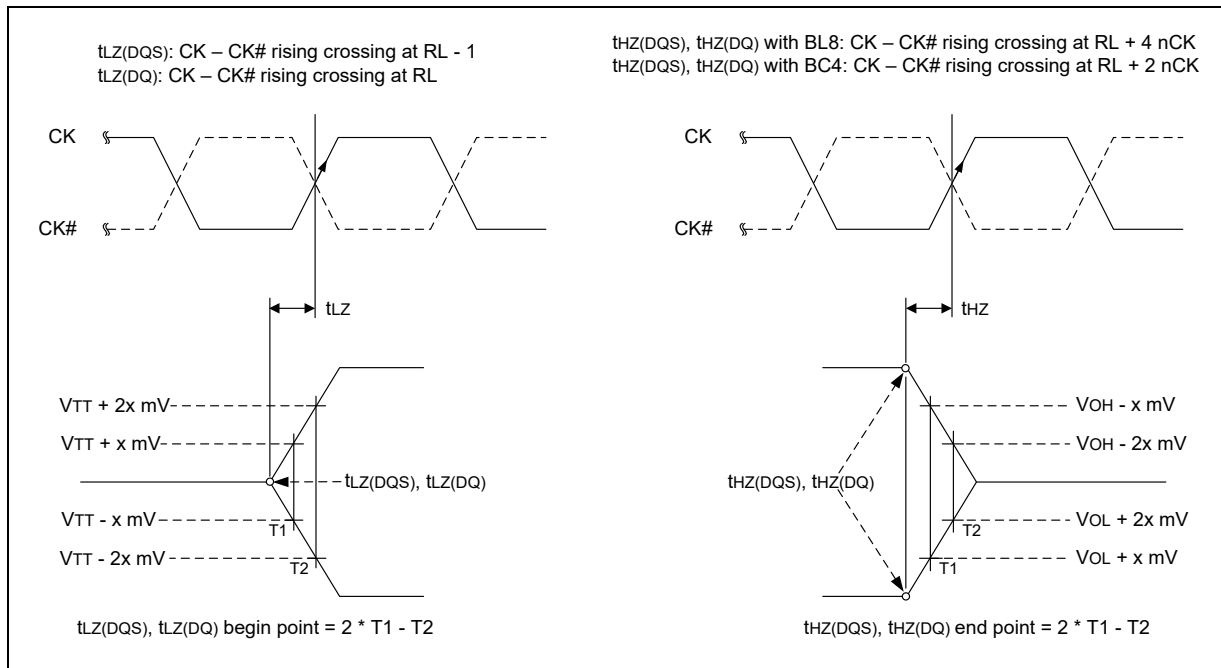 tLZ(DQS): CK – CK# rising crossing at RL - 1
tLZ(DQ): CK – CK# rising crossing at RL
CK
CK#
tLZ
VTT + 2x mV
VTT + x mV
tLZ(DQS), tLZ(DQ)
VTT - x mV
T1
VTT - 2x mV
T2
tLZ(DQS), tLZ(DQ) begin point = 2 * T1 - T2
tHZ(DQS), tHZ(DQ) with BL8: CK – CK# rising crossing at RL + 4 nCK
tHZ(DQS), tHZ(DQ) with BC4: CK – CK# rising crossing at RL + 2 nCK
CK
CK#
tHZ
VOH - x mV
VOH - 2x mV
tHZ(DQS), tHZ(DQ)
VOL + 2x mV
T2
VOL + x mV
T1
tHZ(DQS), tHZ(DQ) end point = 2 * T1 - T2